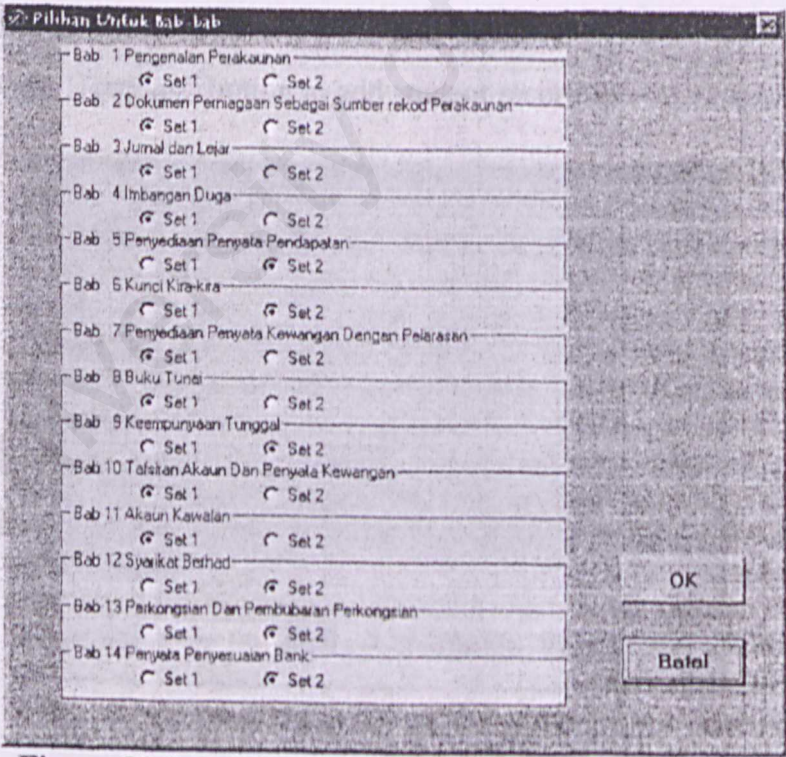 Pilihan Untuk Bab-bab
Bab 1 Pengenalan Perakaunan
Set 1 Set 2
Bab 2 Dokumen Perniagaan Sebagai Sumber rekod Perakaunan
Set 1 Set 2
Bab 3 Jurnal dan Lejar
Set 1 Set 2
Bab 4 Imbangan Duga
Set 1 Set 2
Bab 5 Penyediaan Penyata Pendapatan
Set 1 Set 2
Bab 6 Kunci Kira-kira
Set 1 Set 2
Bab 7 Penyediaan Penyata Kewangan Dengan Pelarasan
Set 1 Set 2
Bab 8 Buku Tunai
Set 1 Set 2
Bab 9 Keempunyaan Tunggal
Set 1 Set 2
Bab 10 Tafsiran Akaun Dan Penyata Kewangan
Set 1 Set 2
Bab 11 Akaun Kawalan
Set 1 Set 2
Bab 12 Syarikat Berhad
Set 1 Set 2
OK
Bab 13 Perkongsian Dan Pembubaran Perkongsian
Set 1 Set 2
Bab 14 Penyata Penyesuaian Bank
Set 1 Set 2
Batal